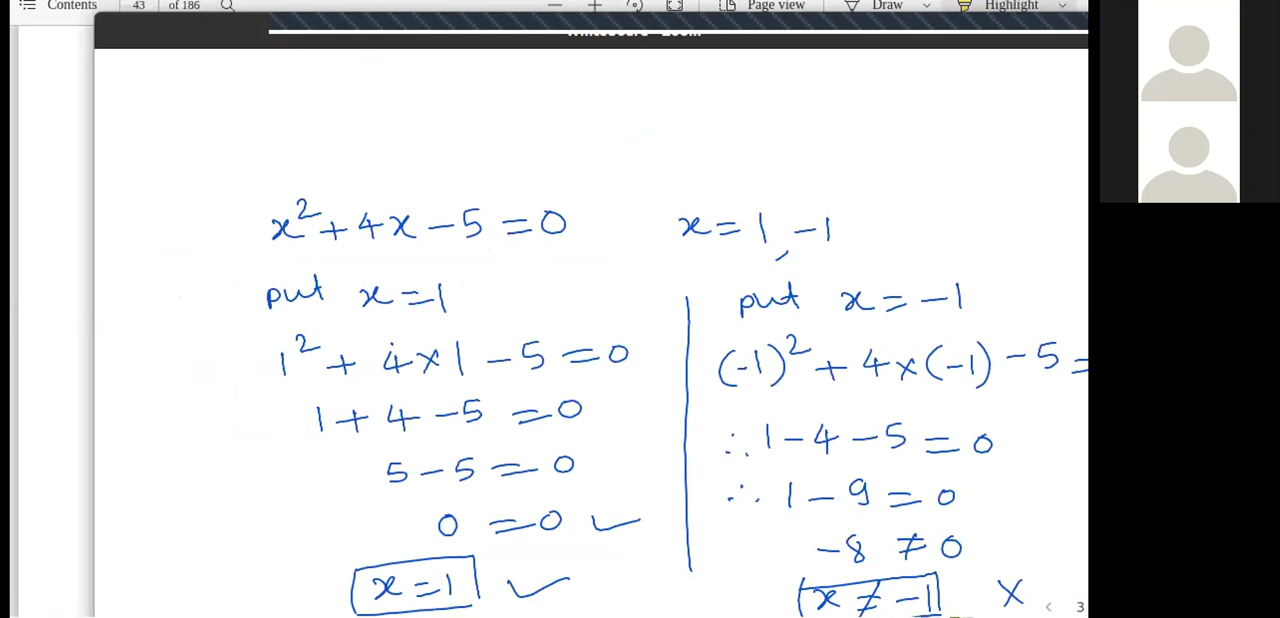 Contents 43 of 186 Page view Draw Highlight
x² + 4x - 5 = 0 x = 1, -1
put x = 1
1² + 4 × 1 - 5 = 0
1 + 4 - 5 = 0
5 - 5 = 0
0 = 0 ✓
x = 1 ✓
put x = -1
(-1)² + 4 × (-1) - 5 =
∴ 1 - 4 - 5 = 0
∴ 1 - 9 = 0
-8 ≠ 0
x ≠ -1 ×
< 3